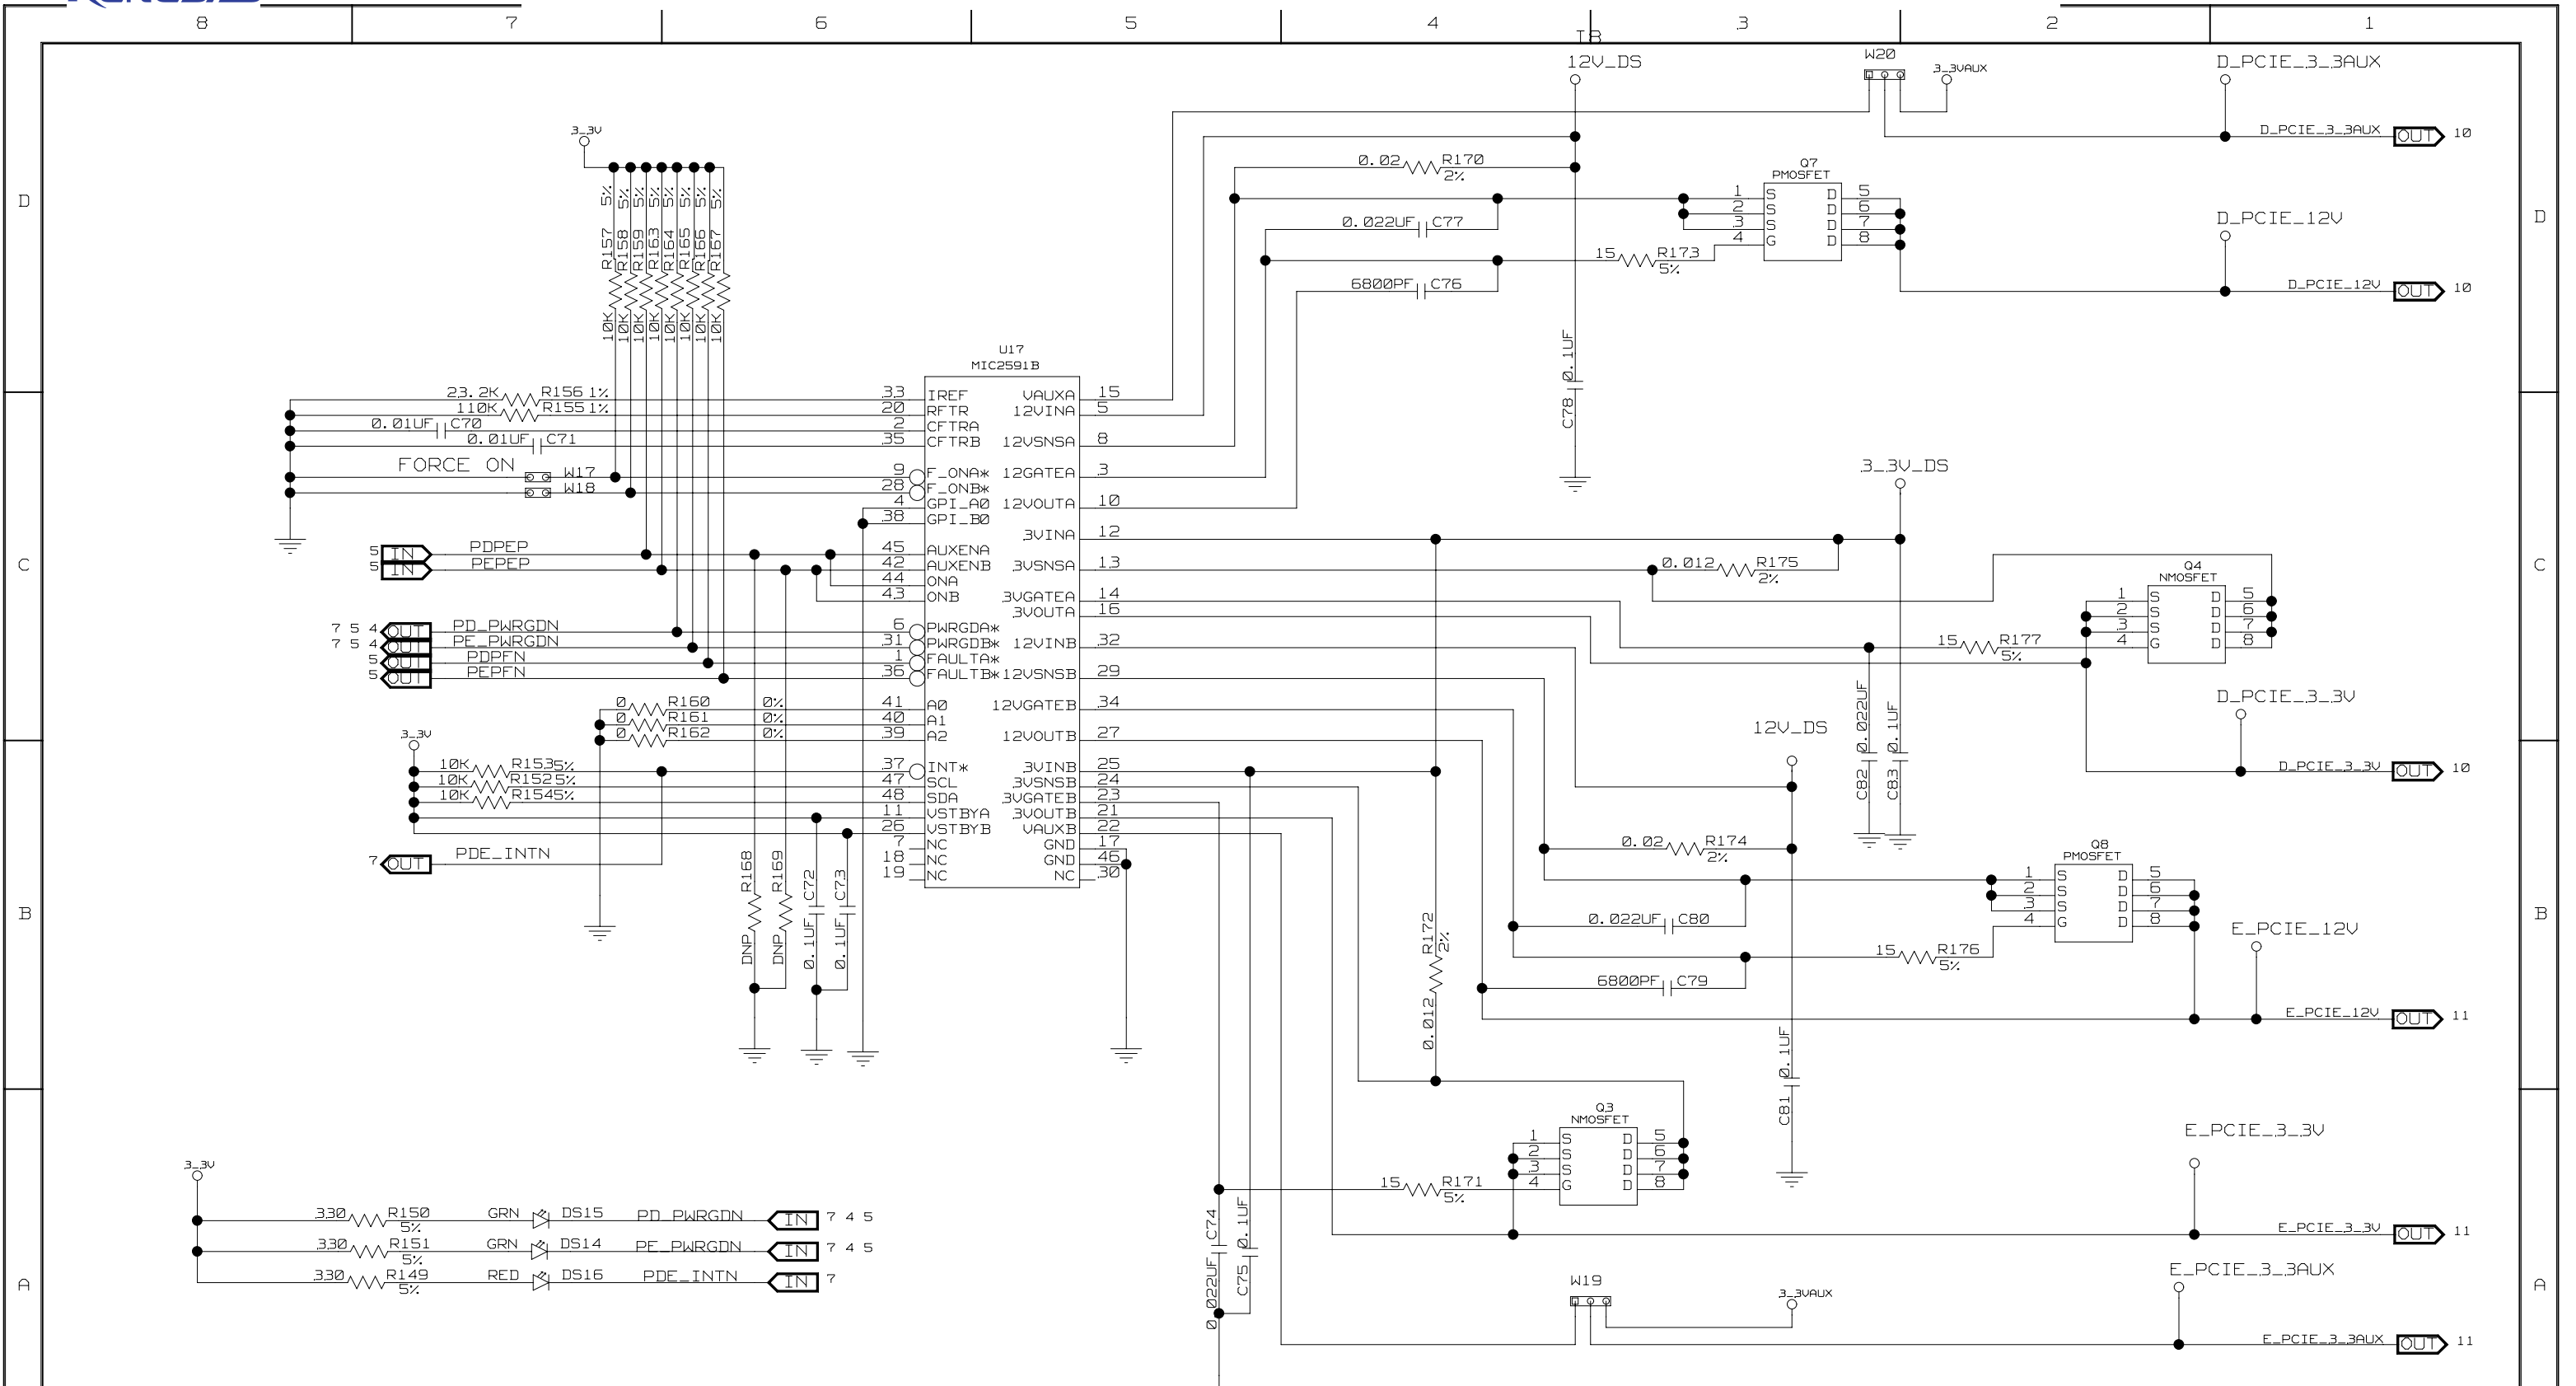 RENESAS
8 7 6 5 4 3 2 1
D
C
B
A
D
C
B
A
I8
12V_DS
W20
3_3VAUX
D_PCIE_3_3AUX
D_PCIE_3_3AUX OUT 10
3_3V
0.02 R170
2%
Q7
PMOSFET
1 S D 5
2 S D 6
3 S D 7
4 G D 8
0.022UF C77
15 R173
5%
6800PF C76
D_PCIE_12V
D_PCIE_12V OUT 10
5% 5% 5% 5% 5% 5% 5% 5%
R157 R158 R159 R163 R164 R165 R166 R167
10K 10K 10K 10K 10K 10K 10K 10K
C78 0.1UF
U17
MIC2591B
23.2K R156 1% 33 IREF VAUXA 15
110K R155 1% 20 RFTR 12VINA 5
0.01UF C70 2 CFTRA
0.01UF C71 35 CFTRB 12VSNSA 8
FORCE ON W17 9 F_ONA* 12GATEA 3
W18 28 F_ONB*
4 GPI_A0 12VOUTA 10
38 GPI_B0
3VINA 12
5 IN PDPEP 45 AUXENA
5 IN PEPEP 42 AUXENB 3VSNSA 13
44 ONA
43 ONB 3VGATEA 14
3VOUTA 16
7 5 4 OUT PD_PWRGDN 6 PWRGDA*
7 5 4 OUT PE_PWRGDN 31 PWRGDB* 12VINB 32
5 OUT PDPFN 1 FAULTA*
5 OUT PEPFN 36 FAULTB* 12VSNSB 29
0 R160 0% 41 A0 12VGATEB 34
0 R161 0% 40 A1
0 R162 0% 39 A2 12VOUTB 27
3_3V
10K R153 5% 37 INT* 3VINB 25
10K R152 5% 47 SCL 3VSNSB 24
10K R154 5% 48 SDA 3VGATEB 23
11 VSTBYA 3VOUTB 21
26 VSTBYB VAUXB 22
7 NC GND 17
18 NC GND 46
19 NC NC 30
7 OUT PDE_INTN
DNP R168
DNP R169
0.1UF C72
0.1UF C73
3_3V_DS
0.012 R175
2%
Q4
NMOSFET
1 S D 5
2 S D 6
3 S D 7
4 G D 8
15 R177
5%
C82 0.022UF
C83 0.1UF
D_PCIE_3_3V
D_PCIE_3_3V OUT 10
12V_DS
0.02 R174
2%
Q8
PMOSFET
1 S D 5
2 S D 6
3 S D 7
4 G D 8
0.022UF C80
15 R176
5%
6800PF C79
E_PCIE_12V
E_PCIE_12V OUT 11
0.012 R172
2%
C81 0.1UF
Q3
NMOSFET
1 S D 5
2 S D 6
3 S D 7
4 G D 8
15 R171
5%
E_PCIE_3_3V
E_PCIE_3_3V OUT 11
0.022UF C74
C75 0.1UF
3_3V
330 R150 GRN DS15 PD_PWRGDN IN 7 4 5
5%
330 R151 GRN DS14 PE_PWRGDN IN 7 4 5
5%
330 R149 RED DS16 PDE_INTN IN 7
5%
W19
3_3VAUX
E_PCIE_3_3AUX
E_PCIE_3_3AUX OUT 11